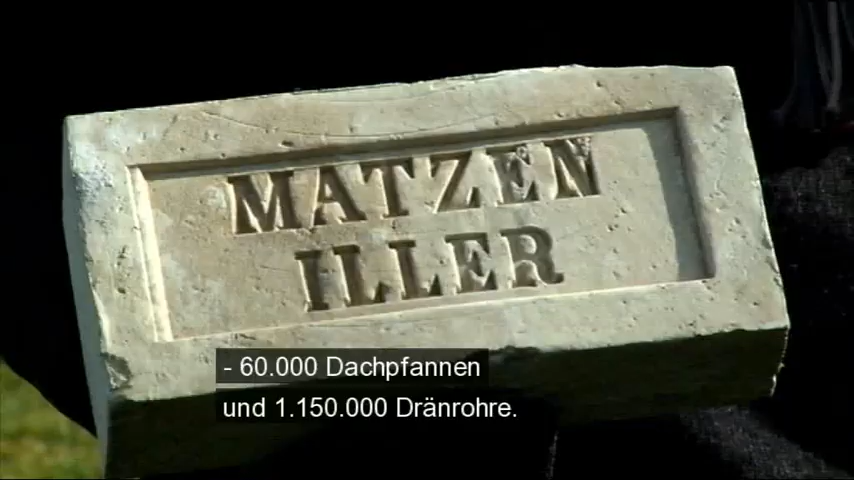 MATZEN
ILLER
- 60.000 Dachpfannen
und 1.150.000 Dränrohre.